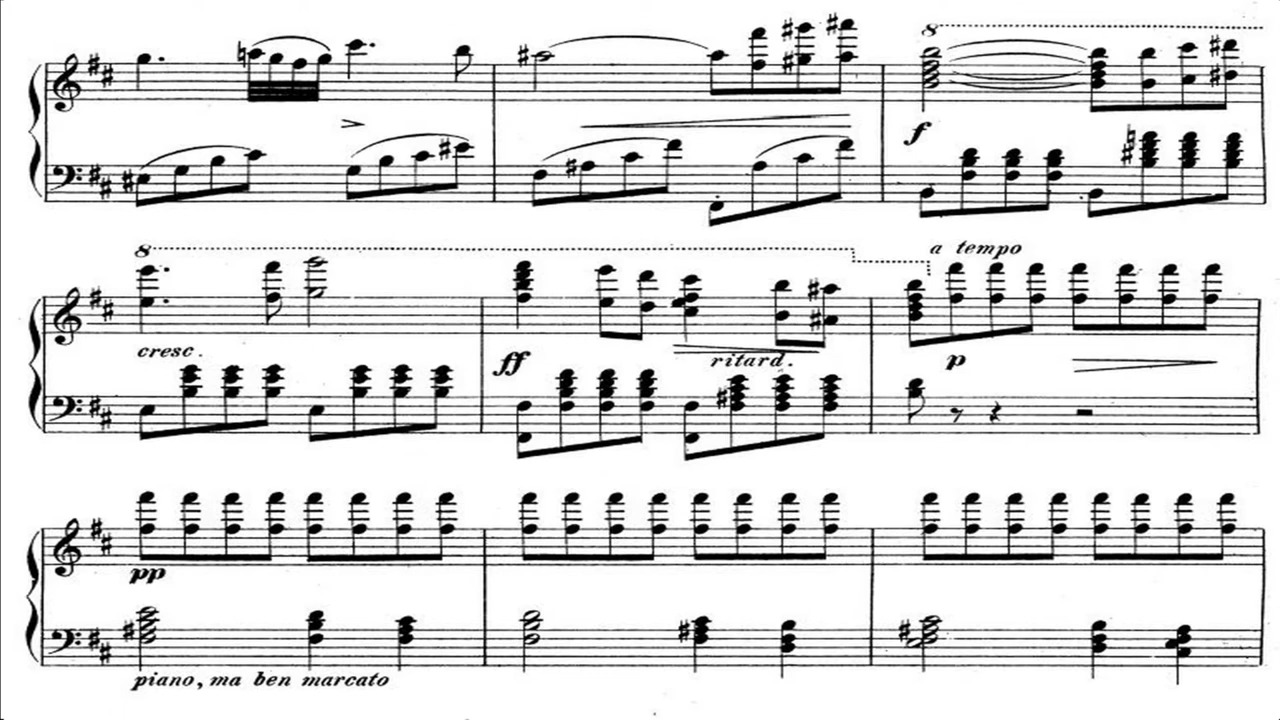 8
f
8
a tempo
cresc.
ff
ritard.
p
pp
piano, ma ben marcato